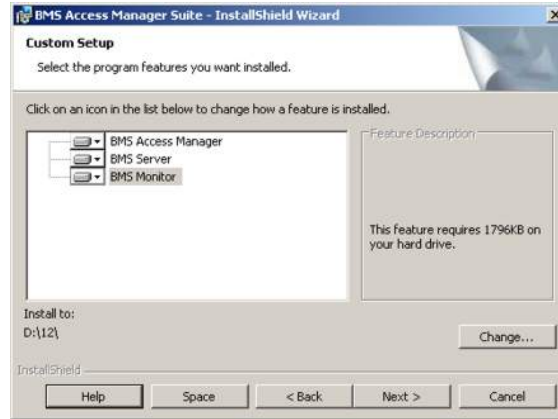 BMS Access Manager Suite - InstallShield Wizard
Custom Setup
Select the program features you want installed.
Click on an icon in the list below to change how a feature is installed.
BMS Access Manager
BMS Server
BMS Monitor
Feature Description
This feature requires 1796KB on
your hard drive.
Install to:
D:\12\
Change...
InstallShield
Help
Space
< Back
Next >
Cancel